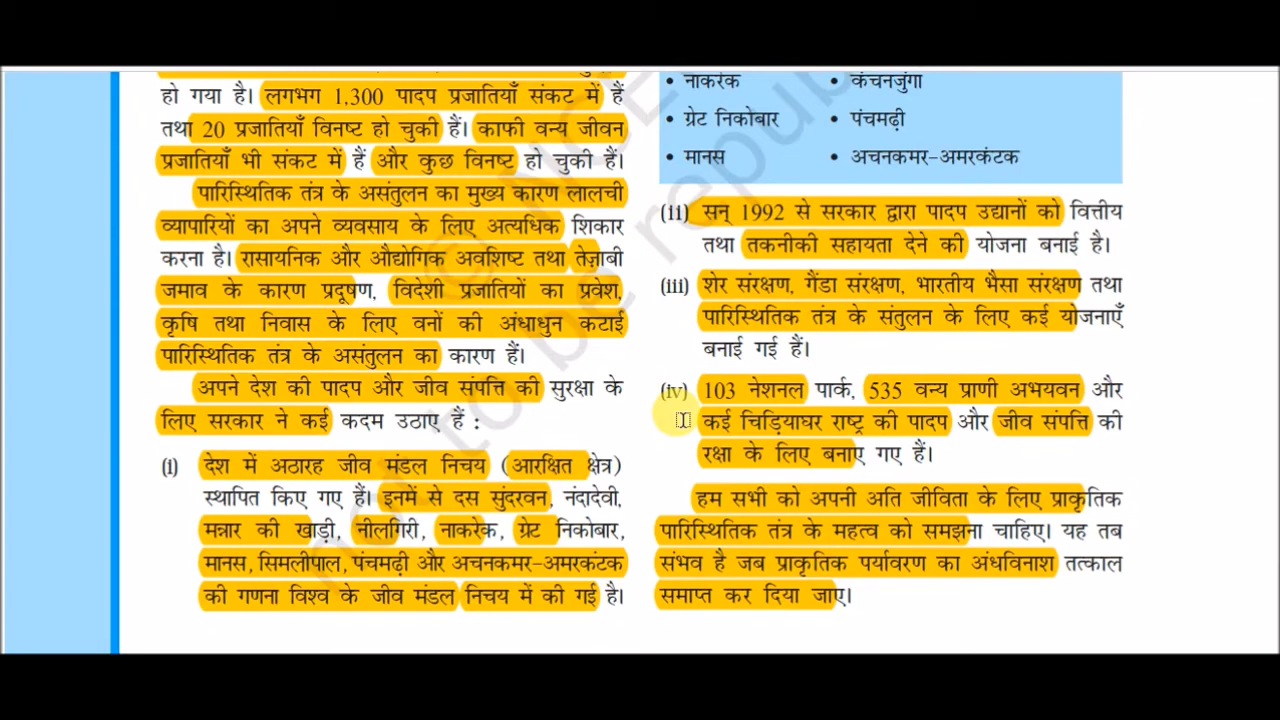 हो गया है। लगभग 1,300 पादप प्रजातियाँ संकट में हैं
तथा 20 प्रजातियाँ विनष्ट हो चुकी हैं। काफी वन्य जीवन
प्रजातियाँ भी संकट में हैं और कुछ विनष्ट हो चुकी हैं।
पारिस्थितिक तंत्र के असंतुलन का मुख्य कारण लालची
व्यापारियों का अपने व्यवसाय के लिए अत्यधिक शिकार
करना है। रासायनिक और औद्योगिक अवशिष्ट तथा तेज़ाबी
जमाव के कारण प्रदूषण, विदेशी प्रजातियों का प्रवेश,
कृषि तथा निवास के लिए वनों की अंधाधुन कटाई
पारिस्थितिक तंत्र के असंतुलन का कारण हैं।
अपने देश की पादप और जीव संपत्ति की सुरक्षा के
लिए सरकार ने कई कदम उठाए हैं :
(i) देश में अठारह जीव मंडल निचय (आरक्षित क्षेत्र)
स्थापित किए गए हैं। इनमें से दस सुंदरवन, नंदादेवी,
मन्नार की खाड़ी, नीलगिरी, नाकरेक, ग्रेट निकोबार,
मानस, सिमलीपाल, पंचमढ़ी और अचनकमर-अमरकंटक
की गणना विश्व के जीव मंडल निचय में की गई है।
• नाकरेक • कंचनजुंगा
• ग्रेट निकोबार • पंचमढ़ी
• मानस • अचनकमर-अमरकंटक
(ii) सन् 1992 से सरकार द्वारा पादप उद्यानों को वित्तीय
तथा तकनीकी सहायता देने की योजना बनाई है।
(iii) शेर संरक्षण, गैंडा संरक्षण, भारतीय भैसा संरक्षण तथा
पारिस्थितिक तंत्र के संतुलन के लिए कई योजनाएँ
बनाई गई हैं।
(iv) 103 नेशनल पार्क, 535 वन्य प्राणी अभयवन और
कई चिड़ियाघर राष्ट्र की पादप और जीव संपत्ति की
रक्षा के लिए बनाए गए हैं।
हम सभी को अपनी अति जीविता के लिए प्राकृतिक
पारिस्थितिक तंत्र के महत्व को समझना चाहिए। यह तब
संभव है जब प्राकृतिक पर्यावरण का अंधविनाश तत्काल
समाप्त कर दिया जाए।
not to be repub